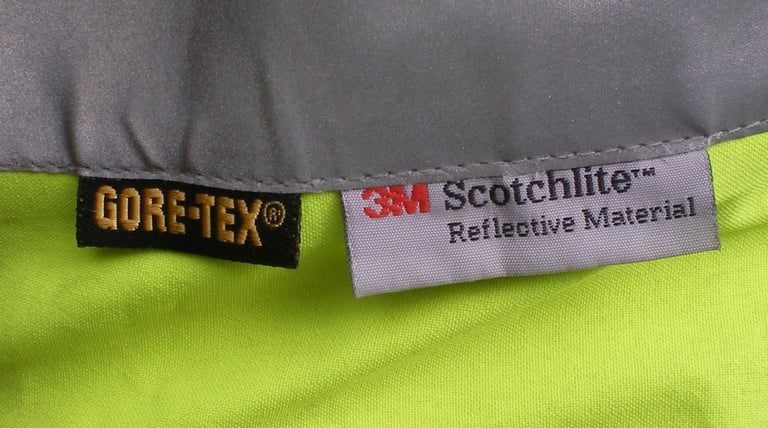 GORE-TEX®
3M Scotchlite™
Reflective Material